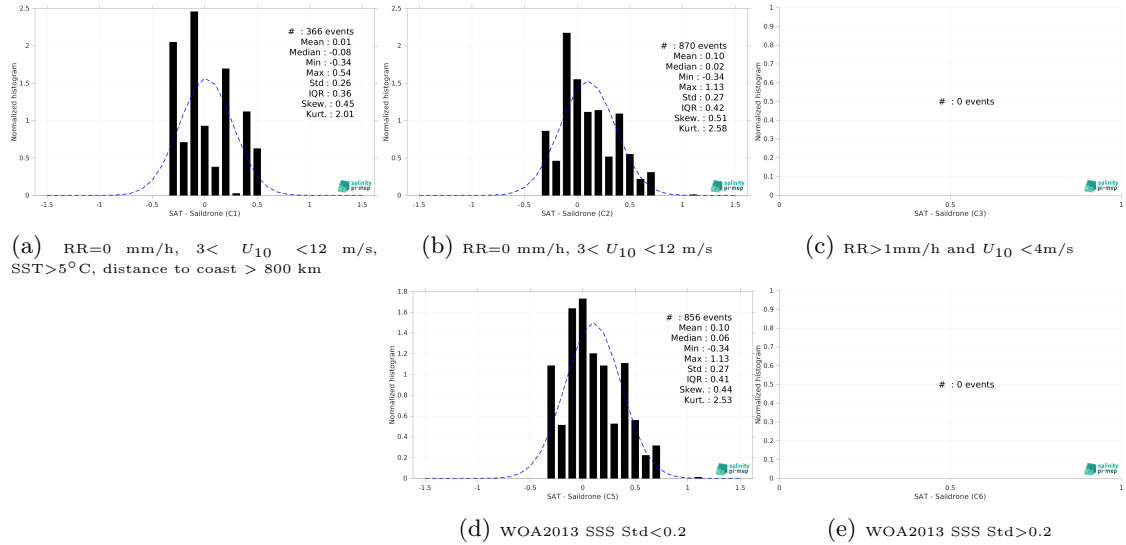 2.5
2
1.5
1
0.5
0
Normalized histogram
# : 366 events
Mean : 0.01
Median : -0.08
Min : -0.34
Max : 0.54
Std : 0.26
IQR : 0.36
Skew. : 0.45
Kurt. : 2.01
salinity
pi-mep
-1.5 -1 -0.5 0 0.5 1 1.5
SAT - Saildrone (C1)
(a) RR=0 mm/h, 3< U10 <12 m/s,
SST>5°C, distance to coast > 800 km
2.5
2
1.5
1
0.5
0
Normalized histogram
# : 870 events
Mean : 0.10
Median : 0.02
Min : -0.34
Max : 1.13
Std : 0.27
IQR : 0.42
Skew. : 0.51
Kurt. : 2.58
salinity
pi-mep
-1.5 -1 -0.5 0 0.5 1 1.5
SAT - Saildrone (C2)
(b) RR=0 mm/h, 3< U10 <12 m/s
1
0.9
0.8
0.7
0.6
0.5
0.4
0.3
0.2
0.1
0
Normalized histogram
# : 0 events
salinity
pi-mep
0 0.5 1
SAT - Saildrone (C3)
(c) RR>1mm/h and U10 <4m/s
1.8
1.6
1.4
1.2
1
0.8
0.6
0.4
0.2
0
Normalized histogram
# : 856 events
Mean : 0.10
Median : 0.06
Min : -0.34
Max : 1.13
Std : 0.27
IQR : 0.41
Skew. : 0.44
Kurt. : 2.53
salinity
pi-mep
-1.5 -1 -0.5 0 0.5 1 1.5
SAT - Saildrone (C5)
(d) WOA2013 SSS Std<0.2
1
0.9
0.8
0.7
0.6
0.5
0.4
0.3
0.2
0.1
0
Normalized histogram
# : 0 events
salinity
pi-mep
0 0.5 1
SAT - Saildrone (C6)
(e) WOA2013 SSS Std>0.2